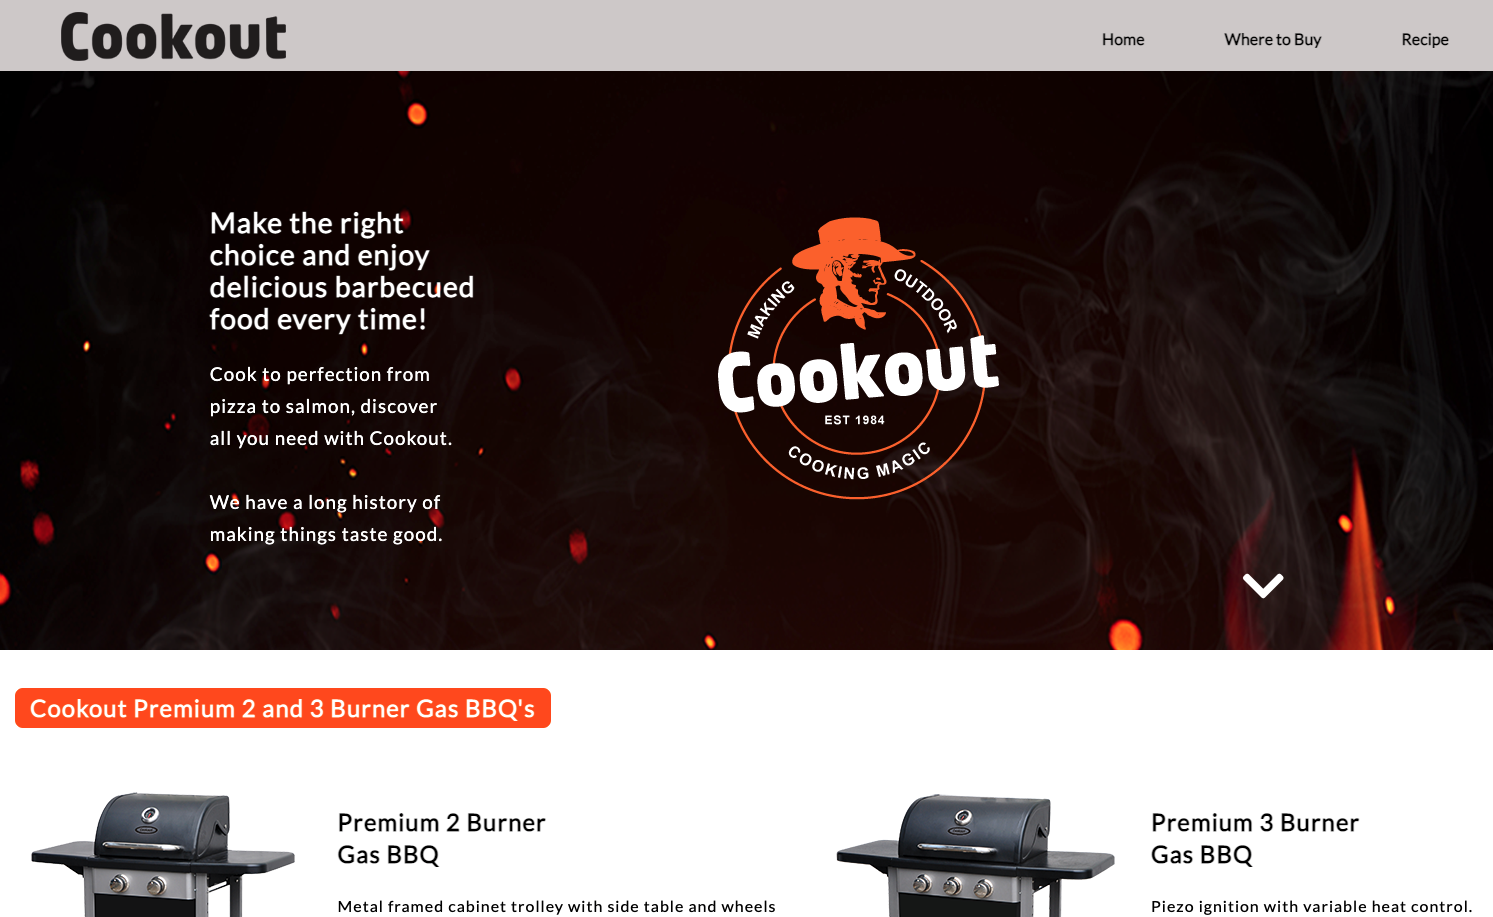 Cookout
Home
Where to Buy
Recipe
Make the right
choice and enjoy
delicious barbecued
food every time!
Cook to perfection from
pizza to salmon, discover
all you need with Cookout.
We have a long history of
making things taste good.
MAKING OUTDOOR
Cookout
EST 1984
COOKING MAGIC
Cookout Premium 2 and 3 Burner Gas BBQ's
Premium 2 Burner
Gas BBQ
Metal framed cabinet trolley with side table and wheels
Premium 3 Burner
Gas BBQ
Piezo ignition with variable heat control.